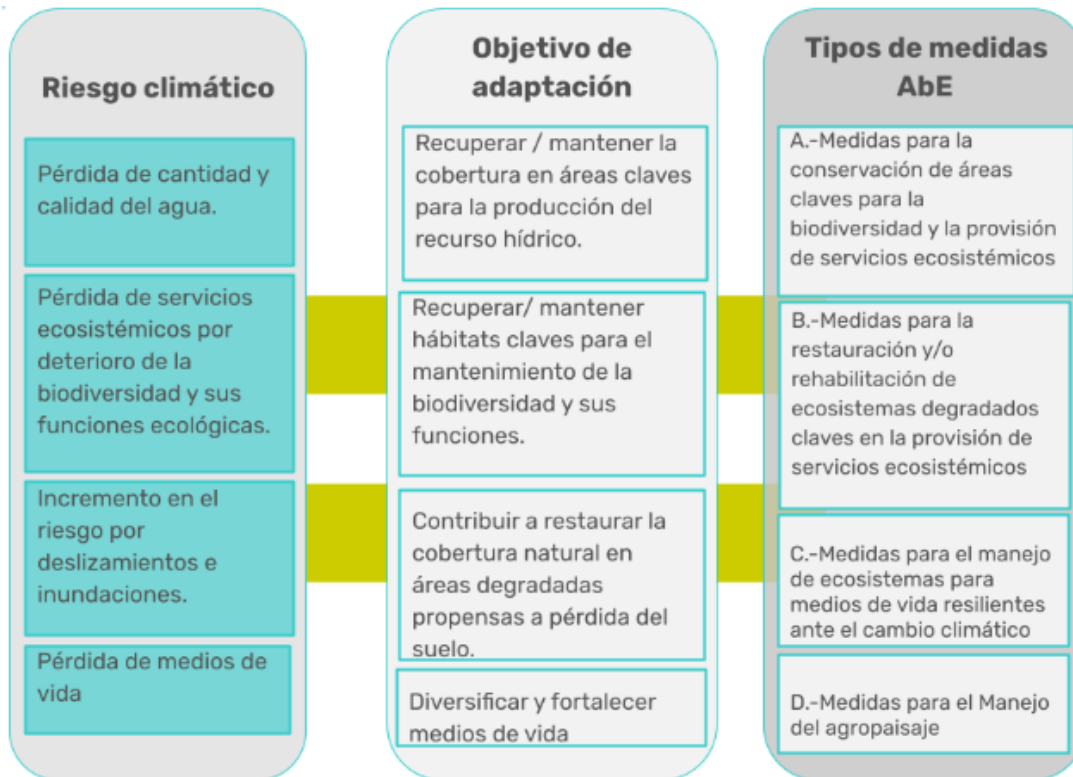 Riesgo climático
Pérdida de cantidad y
calidad del agua.
Pérdida de servicios
ecosistémicos por
deterioro de la
biodiversidad y sus
funciones ecológicas.
Incremento en el
riesgo por
deslizamientos e
inundaciones.
Pérdida de medios de
vida
Objetivo de
adaptación
Recuperar / mantener la
cobertura en áreas claves
para la producción del
recurso hídrico.
Recuperar/ mantener
hábitats claves para el
mantenimiento de la
biodiversidad y sus
funciones.
Contribuir a restaurar la
cobertura natural en
áreas degradadas
propensas a pérdida del
suelo.
Diversificar y fortalecer
medios de vida
Tipos de medidas
AbE
A.-Medidas para la
conservación de áreas
claves para la
biodiversidad y la provisión
de servicios ecosistémicos
B.-Medidas para la
restauración y/o
rehabilitación de
ecosistemas degradados
claves en la provisión de
servicios ecosistémicos
C.-Medidas para el manejo
de ecosistemas para
medios de vida resilientes
ante el cambio climático
D.-Medidas para el Manejo
del agropaisaje